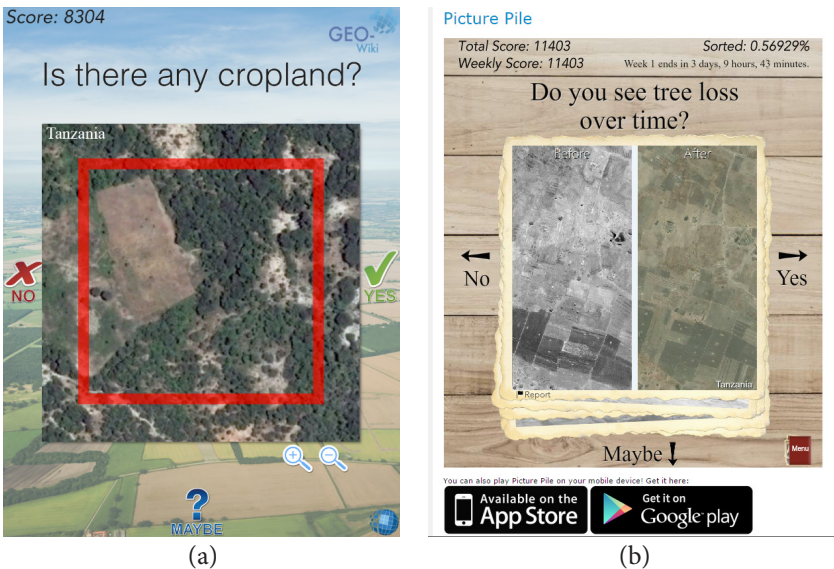 Score: 8304
GEO-
Wiki
Is there any cropland?
Tanzania
NO
YES
MAYBE
(a)
Picture Pile
Total Score: 11403
Sorted: 0.56929%
Weekly Score: 11403
Week 1 ends in 3 days, 9 hours, 43 minutes.
Do you see tree loss
over time?
Before
After
No
Yes
Tanzania
Report
Maybe
Menu
You can also play Picture Pile on your mobile device! Get it here:
Available on the
App Store
Get it on
Google play
(b)